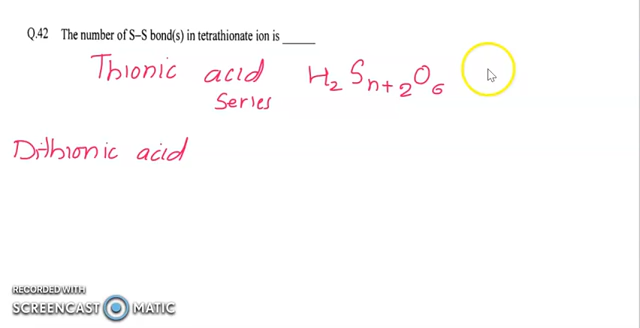 Q.42 The number of S–S bond(s) in tetrathionate ion is ______
Thionic acid H₂Sₙ₊₂O₆
Series
Dithionic acid
RECORDED WITH
SCREENCAST MATIC